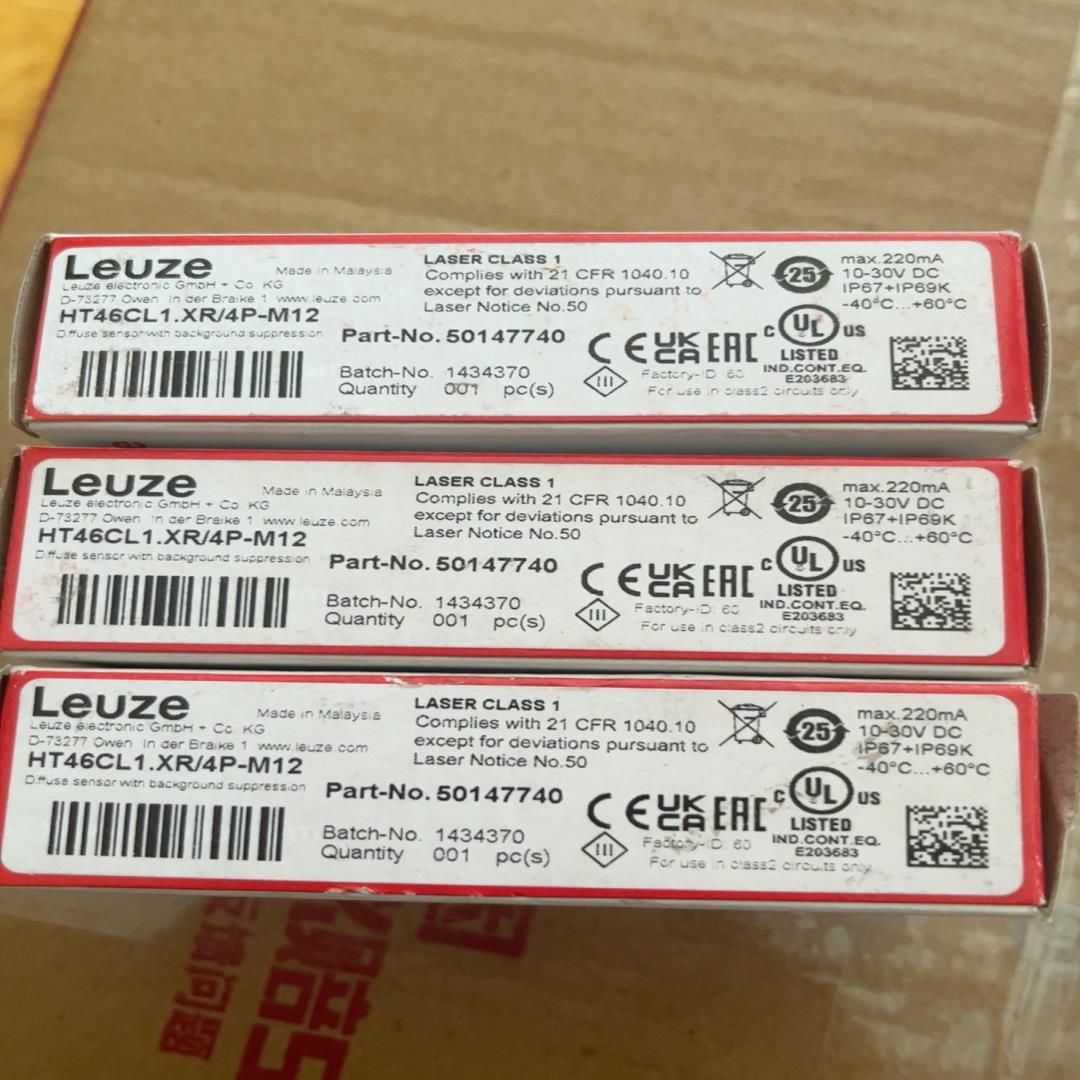 Leuze
Made in Malaysia
Leuze electronic GmbH + Co. KG
D-73277 Owen In der Braike 1 www.leuze.com
HT46CL1.XR/4P-M12
Diffuse sensor with background suppression
Part-No. 50147740
Batch-No. 1434370
Quantity 001 pc(s)
LASER CLASS 1
Complies with 21 CFR 1040.10
except for deviations pursuant to
Laser Notice No.50
25
max.220mA
10-30V DC
IP67+IP69K
-40°C...+60°C
CE UKCA EAC
c UL US
LISTED
IND.CONT.EQ.
E203683
III
Factory-ID: 60
For use in class2 circuits only
Leuze
Made in Malaysia
Leuze electronic GmbH + Co. KG
D-73277 Owen In der Braike 1 www.leuze.com
HT46CL1.XR/4P-M12
Diffuse sensor with background suppression
Part-No. 50147740
Batch-No. 1434370
Quantity 001 pc(s)
LASER CLASS 1
Complies with 21 CFR 1040.10
except for deviations pursuant to
Laser Notice No.50
25
max.220mA
10-30V DC
IP67+IP69K
-40°C...+60°C
CE UKCA EAC
c UL US
LISTED
IND.CONT.EQ.
E203683
III
Factory-ID: 60
For use in class2 circuits only
Leuze
Made in Malaysia
Leuze electronic GmbH + Co. KG
D-73277 Owen In der Braike 1 www.leuze.com
HT46CL1.XR/4P-M12
Diffuse sensor with background suppression
Part-No. 50147740
Batch-No. 1434370
Quantity 001 pc(s)
LASER CLASS 1
Complies with 21 CFR 1040.10
except for deviations pursuant to
Laser Notice No.50
25
max.220mA
10-30V DC
IP67+IP69K
-40°C...+60°C
CE UKCA EAC
c UL US
LISTED
IND.CONT.EQ.
E203683
III
Factory-ID: 60
For use in class2 circuits only